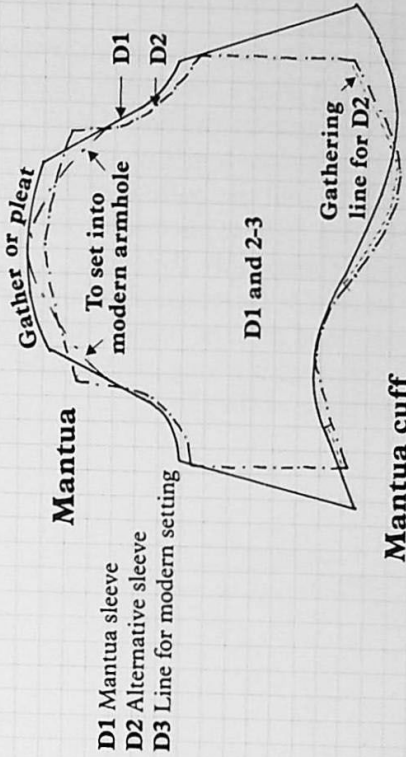 Mantua
D1 Mantua sleeve
D2 Alternative sleeve
D3 Line for modern setting
Gather or pleat
D1
D2
To set into
modern armhole
D1 and 2-3
Gathering
line for D2
Mantua cuff